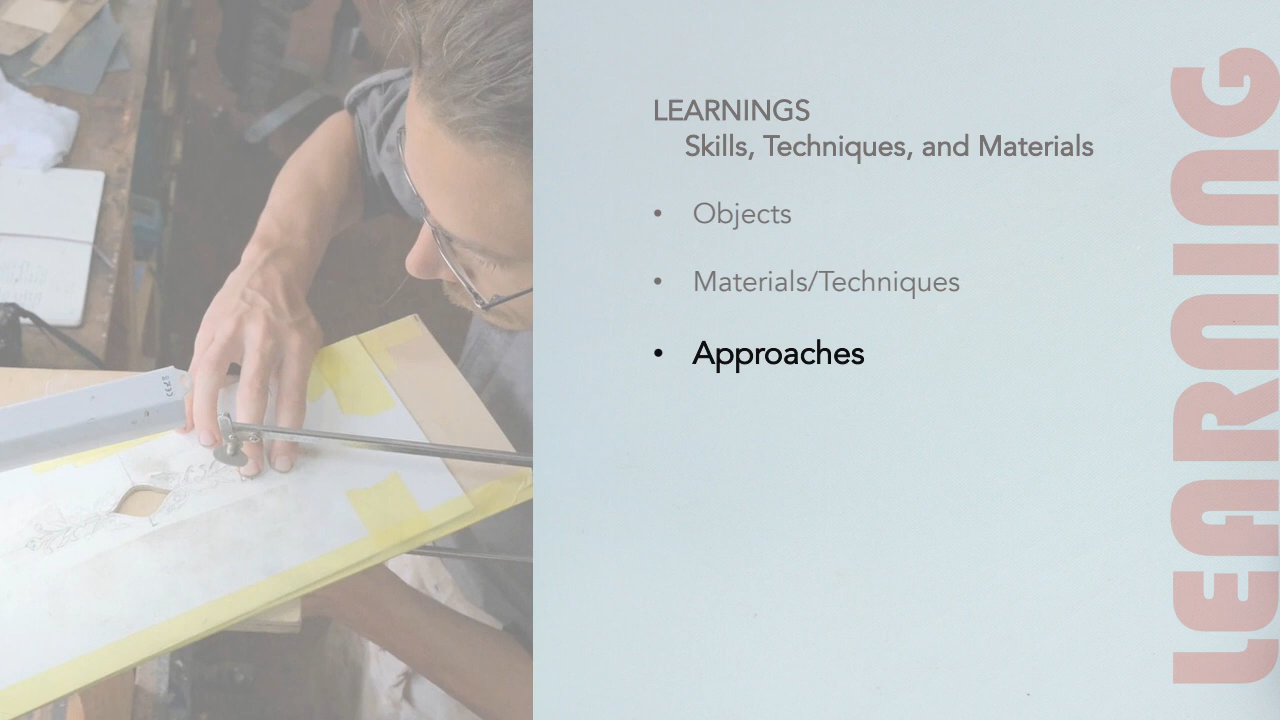 LEARNINGS
Skills, Techniques, and Materials
• Objects
• Materials/Techniques
• Approaches
LEARNING